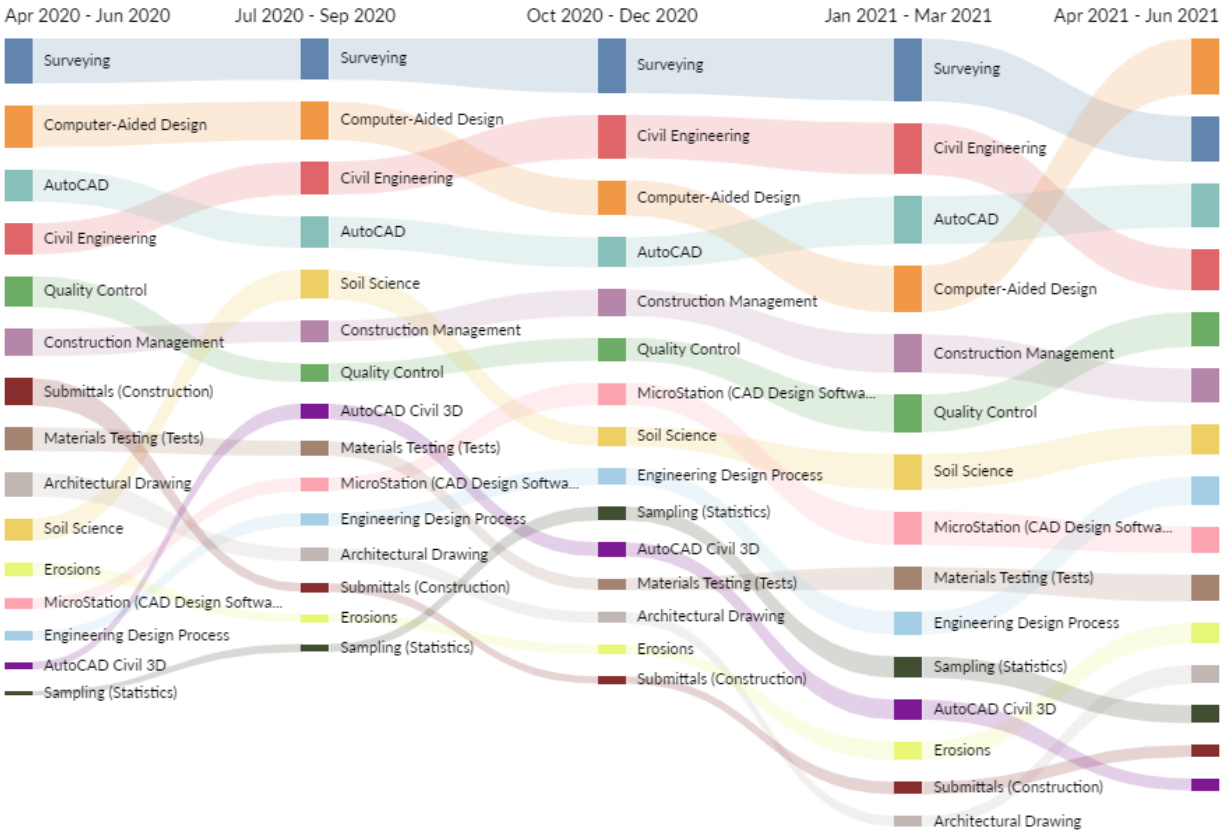 Apr 2020 - Jun 2020
Jul 2020 - Sep 2020
Oct 2020 - Dec 2020
Jan 2021 - Mar 2021
Apr 2021 - Jun 2021
Surveying
Computer-Aided Design
AutoCAD
Civil Engineering
Quality Control
Construction Management
Submittals (Construction)
Materials Testing (Tests)
Architectural Drawing
Soil Science
Erosions
MicroStation (CAD Design Softwa...
Engineering Design Process
AutoCAD Civil 3D
Sampling (Statistics)
Surveying
Computer-Aided Design
Civil Engineering
AutoCAD
Soil Science
Construction Management
Quality Control
AutoCAD Civil 3D
Materials Testing (Tests)
MicroStation (CAD Design Softwa...
Engineering Design Process
Architectural Drawing
Submittals (Construction)
Erosions
Sampling (Statistics)
Surveying
Civil Engineering
Computer-Aided Design
AutoCAD
Construction Management
Quality Control
MicroStation (CAD Design Softwa...
Soil Science
Engineering Design Process
Sampling (Statistics)
AutoCAD Civil 3D
Materials Testing (Tests)
Architectural Drawing
Erosions
Submittals (Construction)
Surveying
Civil Engineering
AutoCAD
Computer-Aided Design
Construction Management
Quality Control
Soil Science
MicroStation (CAD Design Softwa...
Materials Testing (Tests)
Engineering Design Process
Sampling (Statistics)
AutoCAD Civil 3D
Erosions
Submittals (Construction)
Architectural Drawing